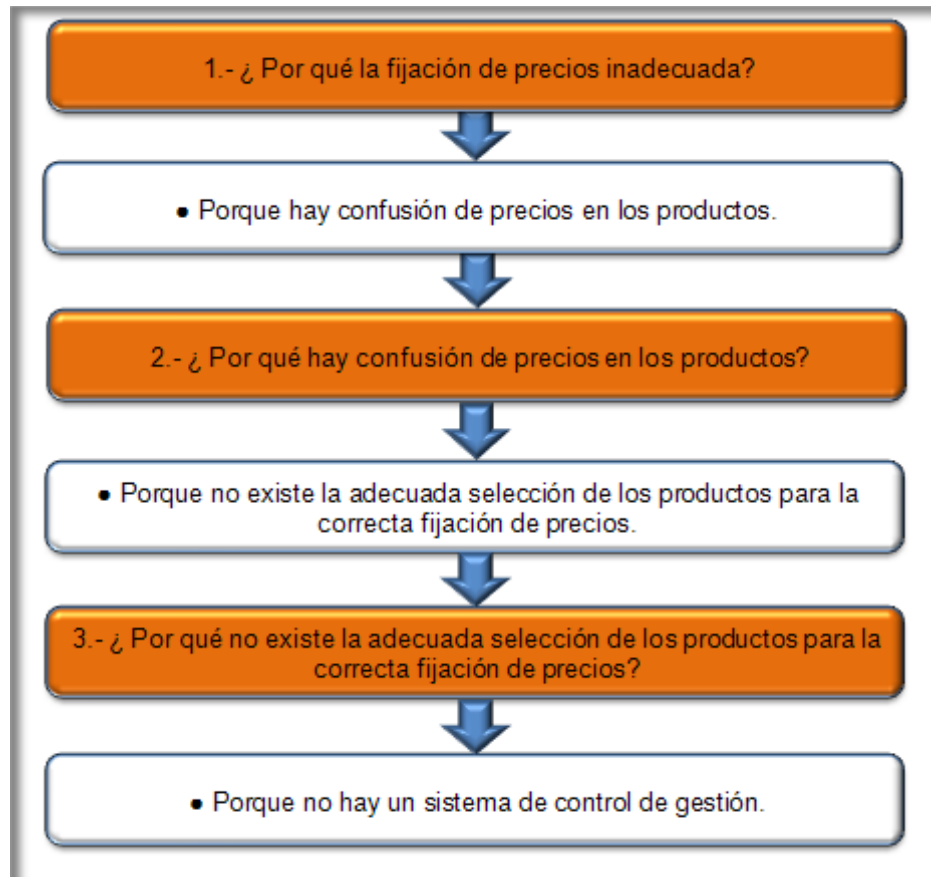 1.- ¿ Por qué la fijación de precios inadecuada?
● Porque hay confusión de precios en los productos.
2.- ¿ Por qué hay confusión de precios en los productos?
● Porque no existe la adecuada selección de los productos para la
correcta fijación de precios.
3.- ¿ Por qué no existe la adecuada selección de los productos para la
correcta fijación de precios?
● Porque no hay un sistema de control de gestión.